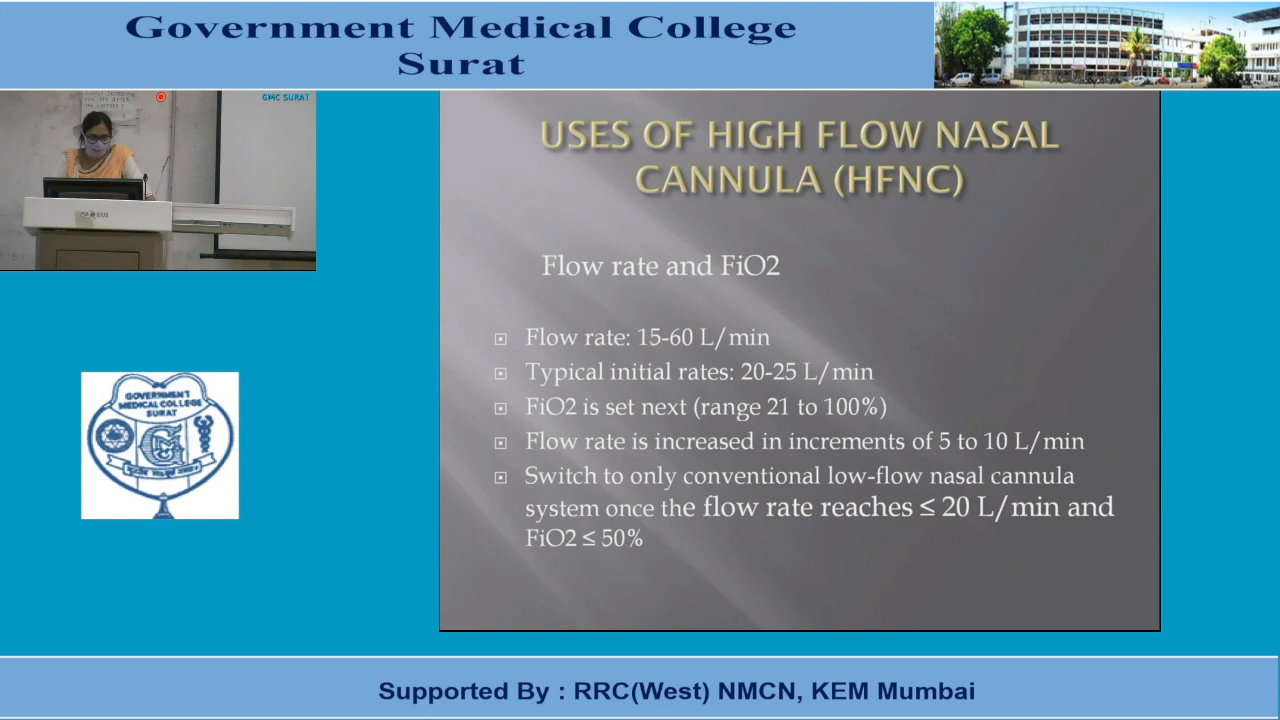 Government Medical College
Surat
GMC SURAT
USES OF HIGH FLOW NASAL
CANNULA (HFNC)
Flow rate and FiO2
Flow rate: 15-60 L/min
Typical initial rates: 20-25 L/min
FiO2 is set next (range 21 to 100%)
Flow rate is increased in increments of 5 to 10 L/min
Switch to only conventional low-flow nasal cannula
system once the flow rate reaches ≤ 20 L/min and
FiO2 ≤ 50%
GOVERNMENT
MEDICAL COLLEGE
SURAT
Supported By : RRC(West) NMCN, KEM Mumbai